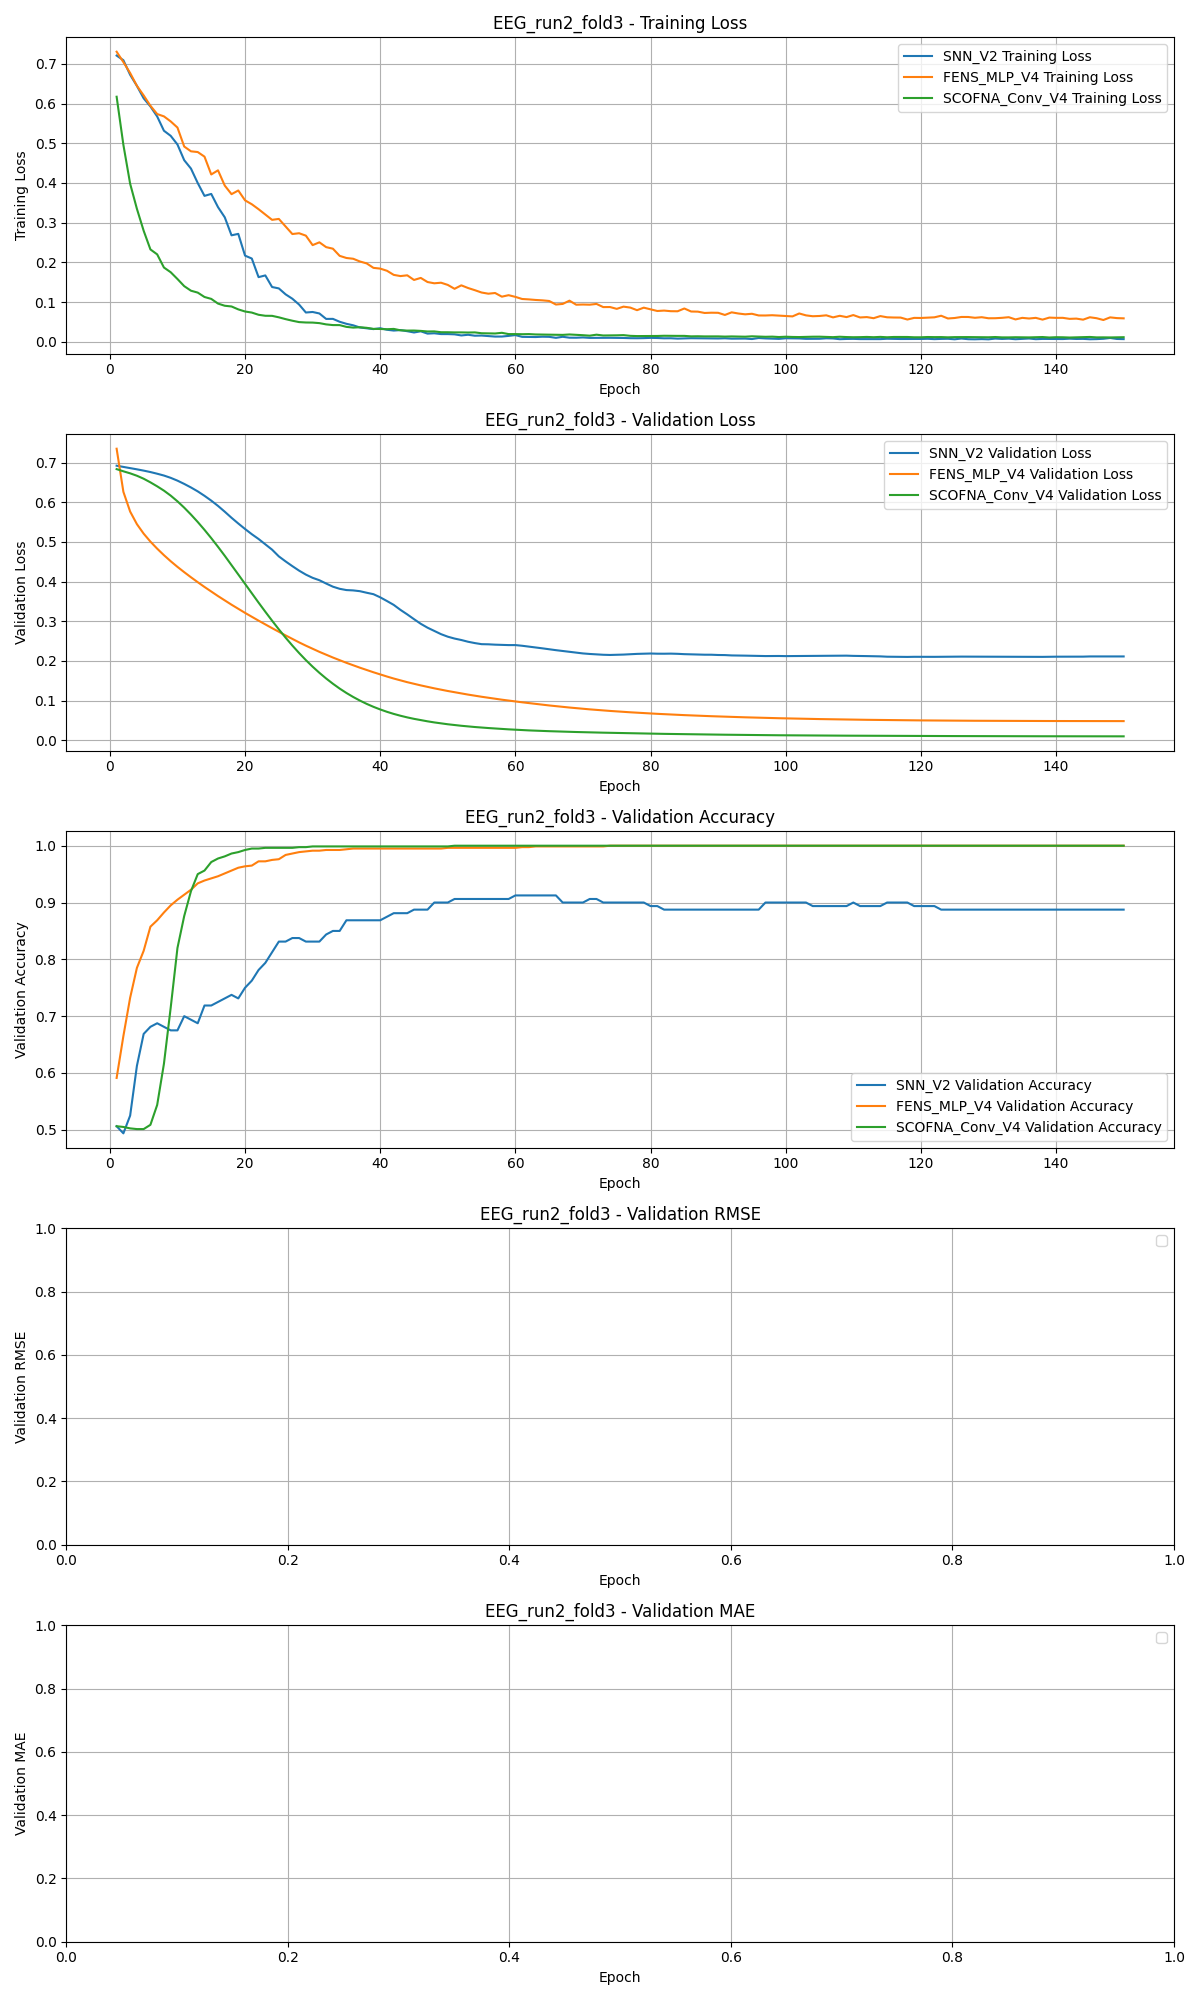 EEG_run2_fold3 - Training Loss
SNN_V2 Training Loss
FENS_MLP_V4 Training Loss
SCOFNA_Conv_V4 Training Loss
Training Loss
0.7
0.6
0.5
0.4
0.3
0.2
0.1
0.0
0 20 40 60 80 100 120 140
Epoch
EEG_run2_fold3 - Validation Loss
SNN_V2 Validation Loss
FENS_MLP_V4 Validation Loss
SCOFNA_Conv_V4 Validation Loss
Validation Loss
0.7
0.6
0.5
0.4
0.3
0.2
0.1
0.0
0 20 40 60 80 100 120 140
Epoch
EEG_run2_fold3 - Validation Accuracy
Validation Accuracy
1.0
0.9
0.8
0.7
0.6
0.5
SNN_V2 Validation Accuracy
FENS_MLP_V4 Validation Accuracy
SCOFNA_Conv_V4 Validation Accuracy
0 20 40 60 80 100 120 140
Epoch
EEG_run2_fold3 - Validation RMSE
Validation RMSE
1.0
0.8
0.6
0.4
0.2
0.0
0.0 0.2 0.4 0.6 0.8 1.0
Epoch
EEG_run2_fold3 - Validation MAE
Validation MAE
1.0
0.8
0.6
0.4
0.2
0.0
0.0 0.2 0.4 0.6 0.8 1.0
Epoch